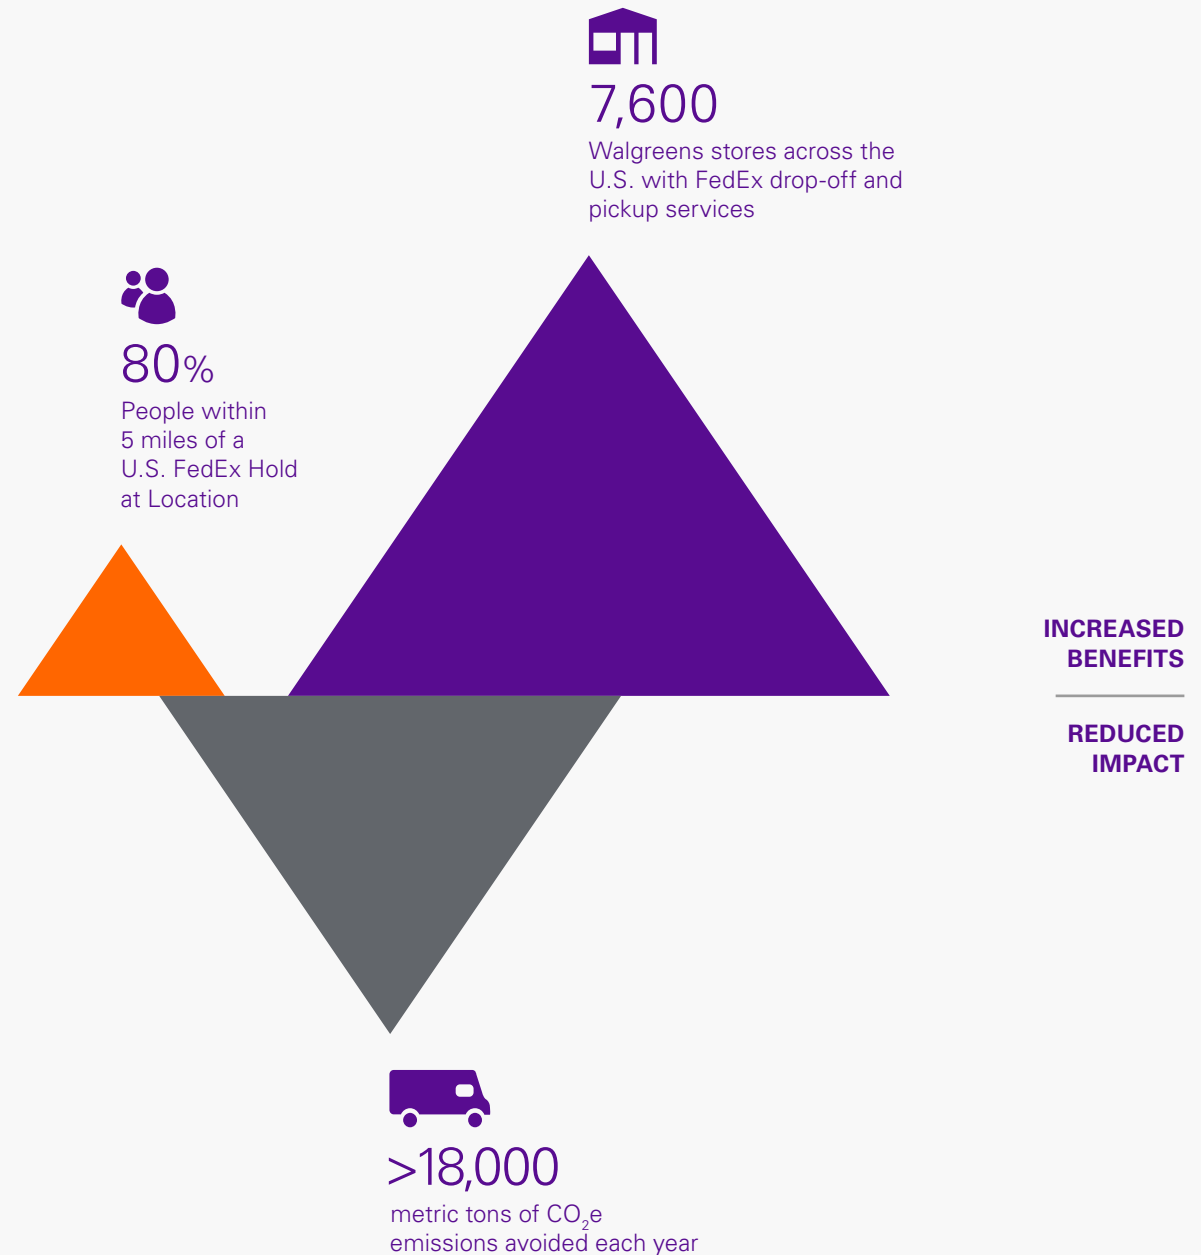 7,600
Walgreens stores across the
U.S. with FedEx drop-off and
pickup services
80%
People within
5 miles of a
U.S. FedEx Hold
at Location
INCREASED
BENEFITS
REDUCED
IMPACT
>18,000
metric tons of CO₂e
emissions avoided each year